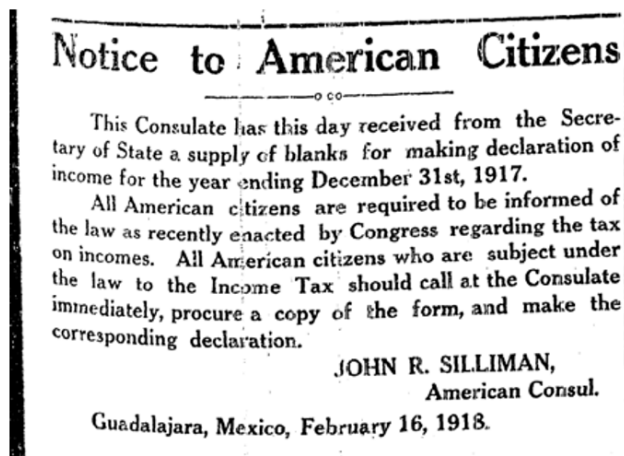 Notice to American Citizens
This Consulate has this day received from the Secre-
tary of State a supply of blanks for making declaration of
income for the year ending December 31st, 1917.
All American citizens are required to be informed of
the law as recently enacted by Congress regarding the tax
on incomes. All American citizens who are subject under
the law to the Income Tax should call at the Consulate
immediately, procure a copy of the form, and make the
corresponding declaration.
JOHN R. SILLIMAN,
American Consul.
Guadalajara, Mexico, February 16, 1918.